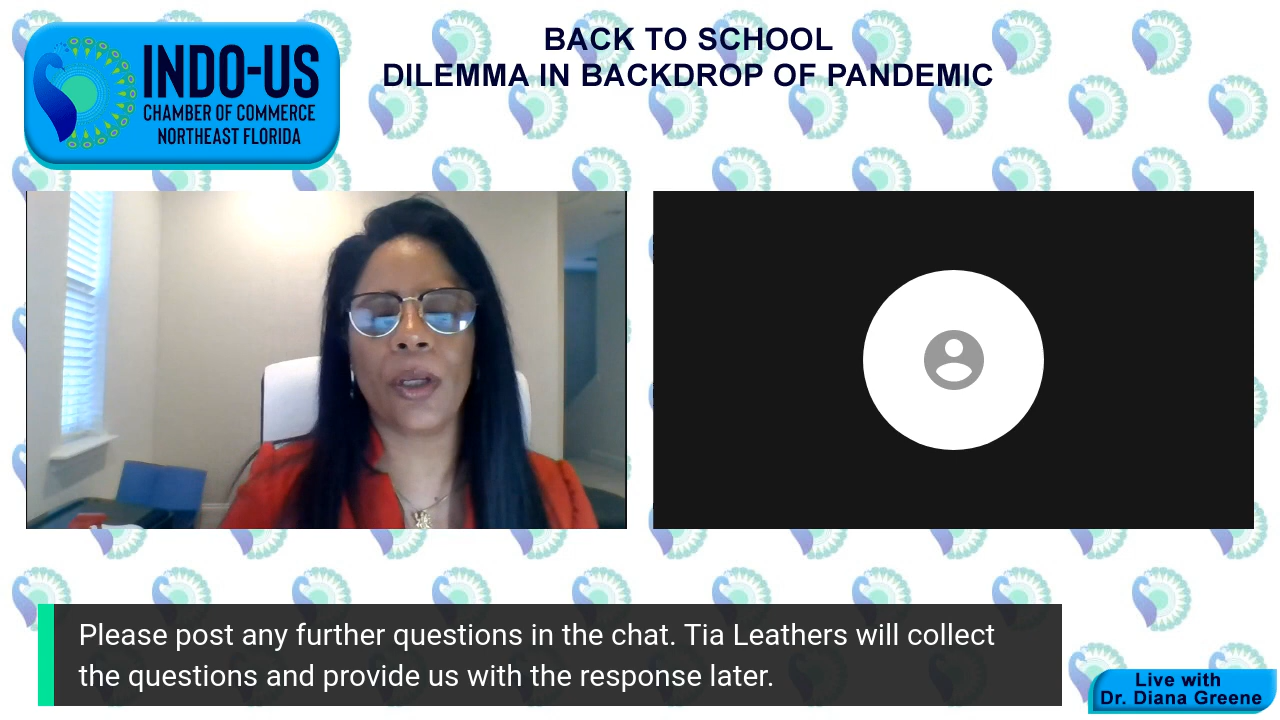 INDO-US
CHAMBER OF COMMERCE
NORTHEAST FLORIDA
BACK TO SCHOOL
DILEMMA IN BACKDROP OF PANDEMIC
Please post any further questions in the chat. Tia Leathers will collect
the questions and provide us with the response later.
Live with
Dr. Diana Greene